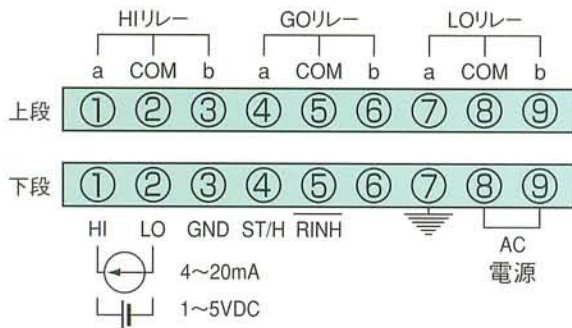 HIリレー GOリレー LOリレー
a COM b a COM b a COM b
上段 ① ② ③ ④ ⑤ ⑥ ⑦ ⑧ ⑨
下段 ① ② ③ ④ ⑤ ⑥ ⑦ ⑧ ⑨
HI LO GND ST/H RINH
AC
電源
4～20mA
1～5VDC